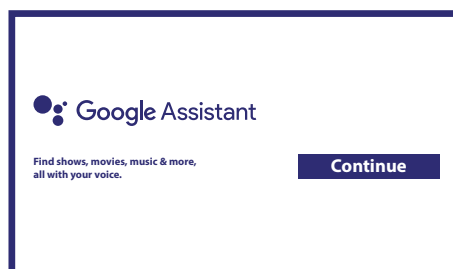 Google Assistant
Find shows, movies, music & more,
all with your voice.
Continue